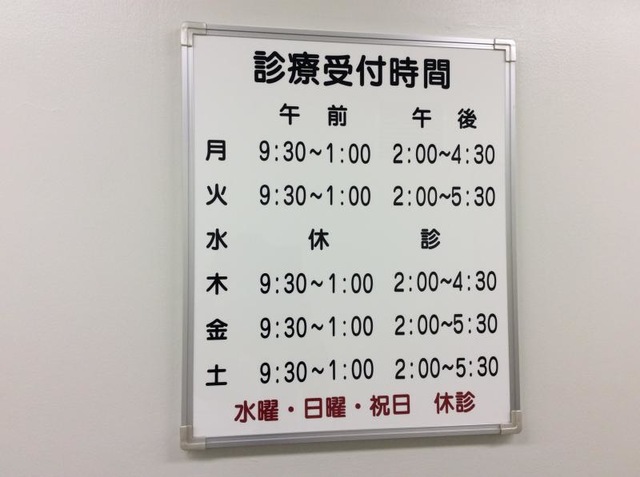 診療受付時間
午前 午後
月 9:30~1:00 2:00~4:30
火 9:30~1:00 2:00~5:30
水 休 診
木 9:30~1:00 2:00~4:30
金 9:30~1:00 2:00~5:30
土 9:30~1:00 2:00~5:30
水曜・日曜・祝日 休診